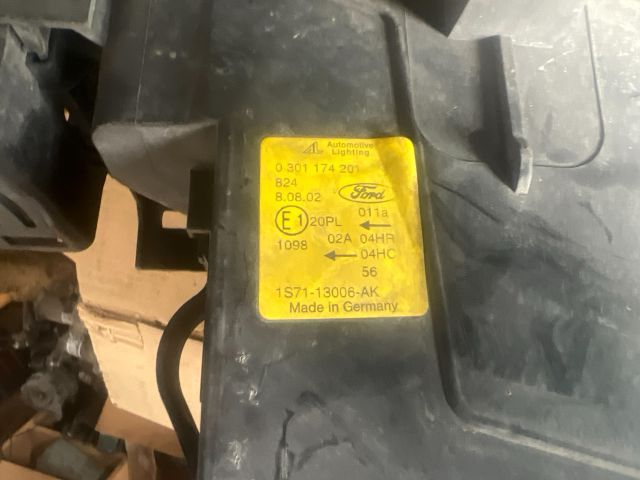 AL Automotive Lighting
0 301 174 201
824
8.08.02 Ford
E1 20PL 011a ←
1098 02A 04HR
← 04HC
56
1S71-13006-AK
Made in Germany